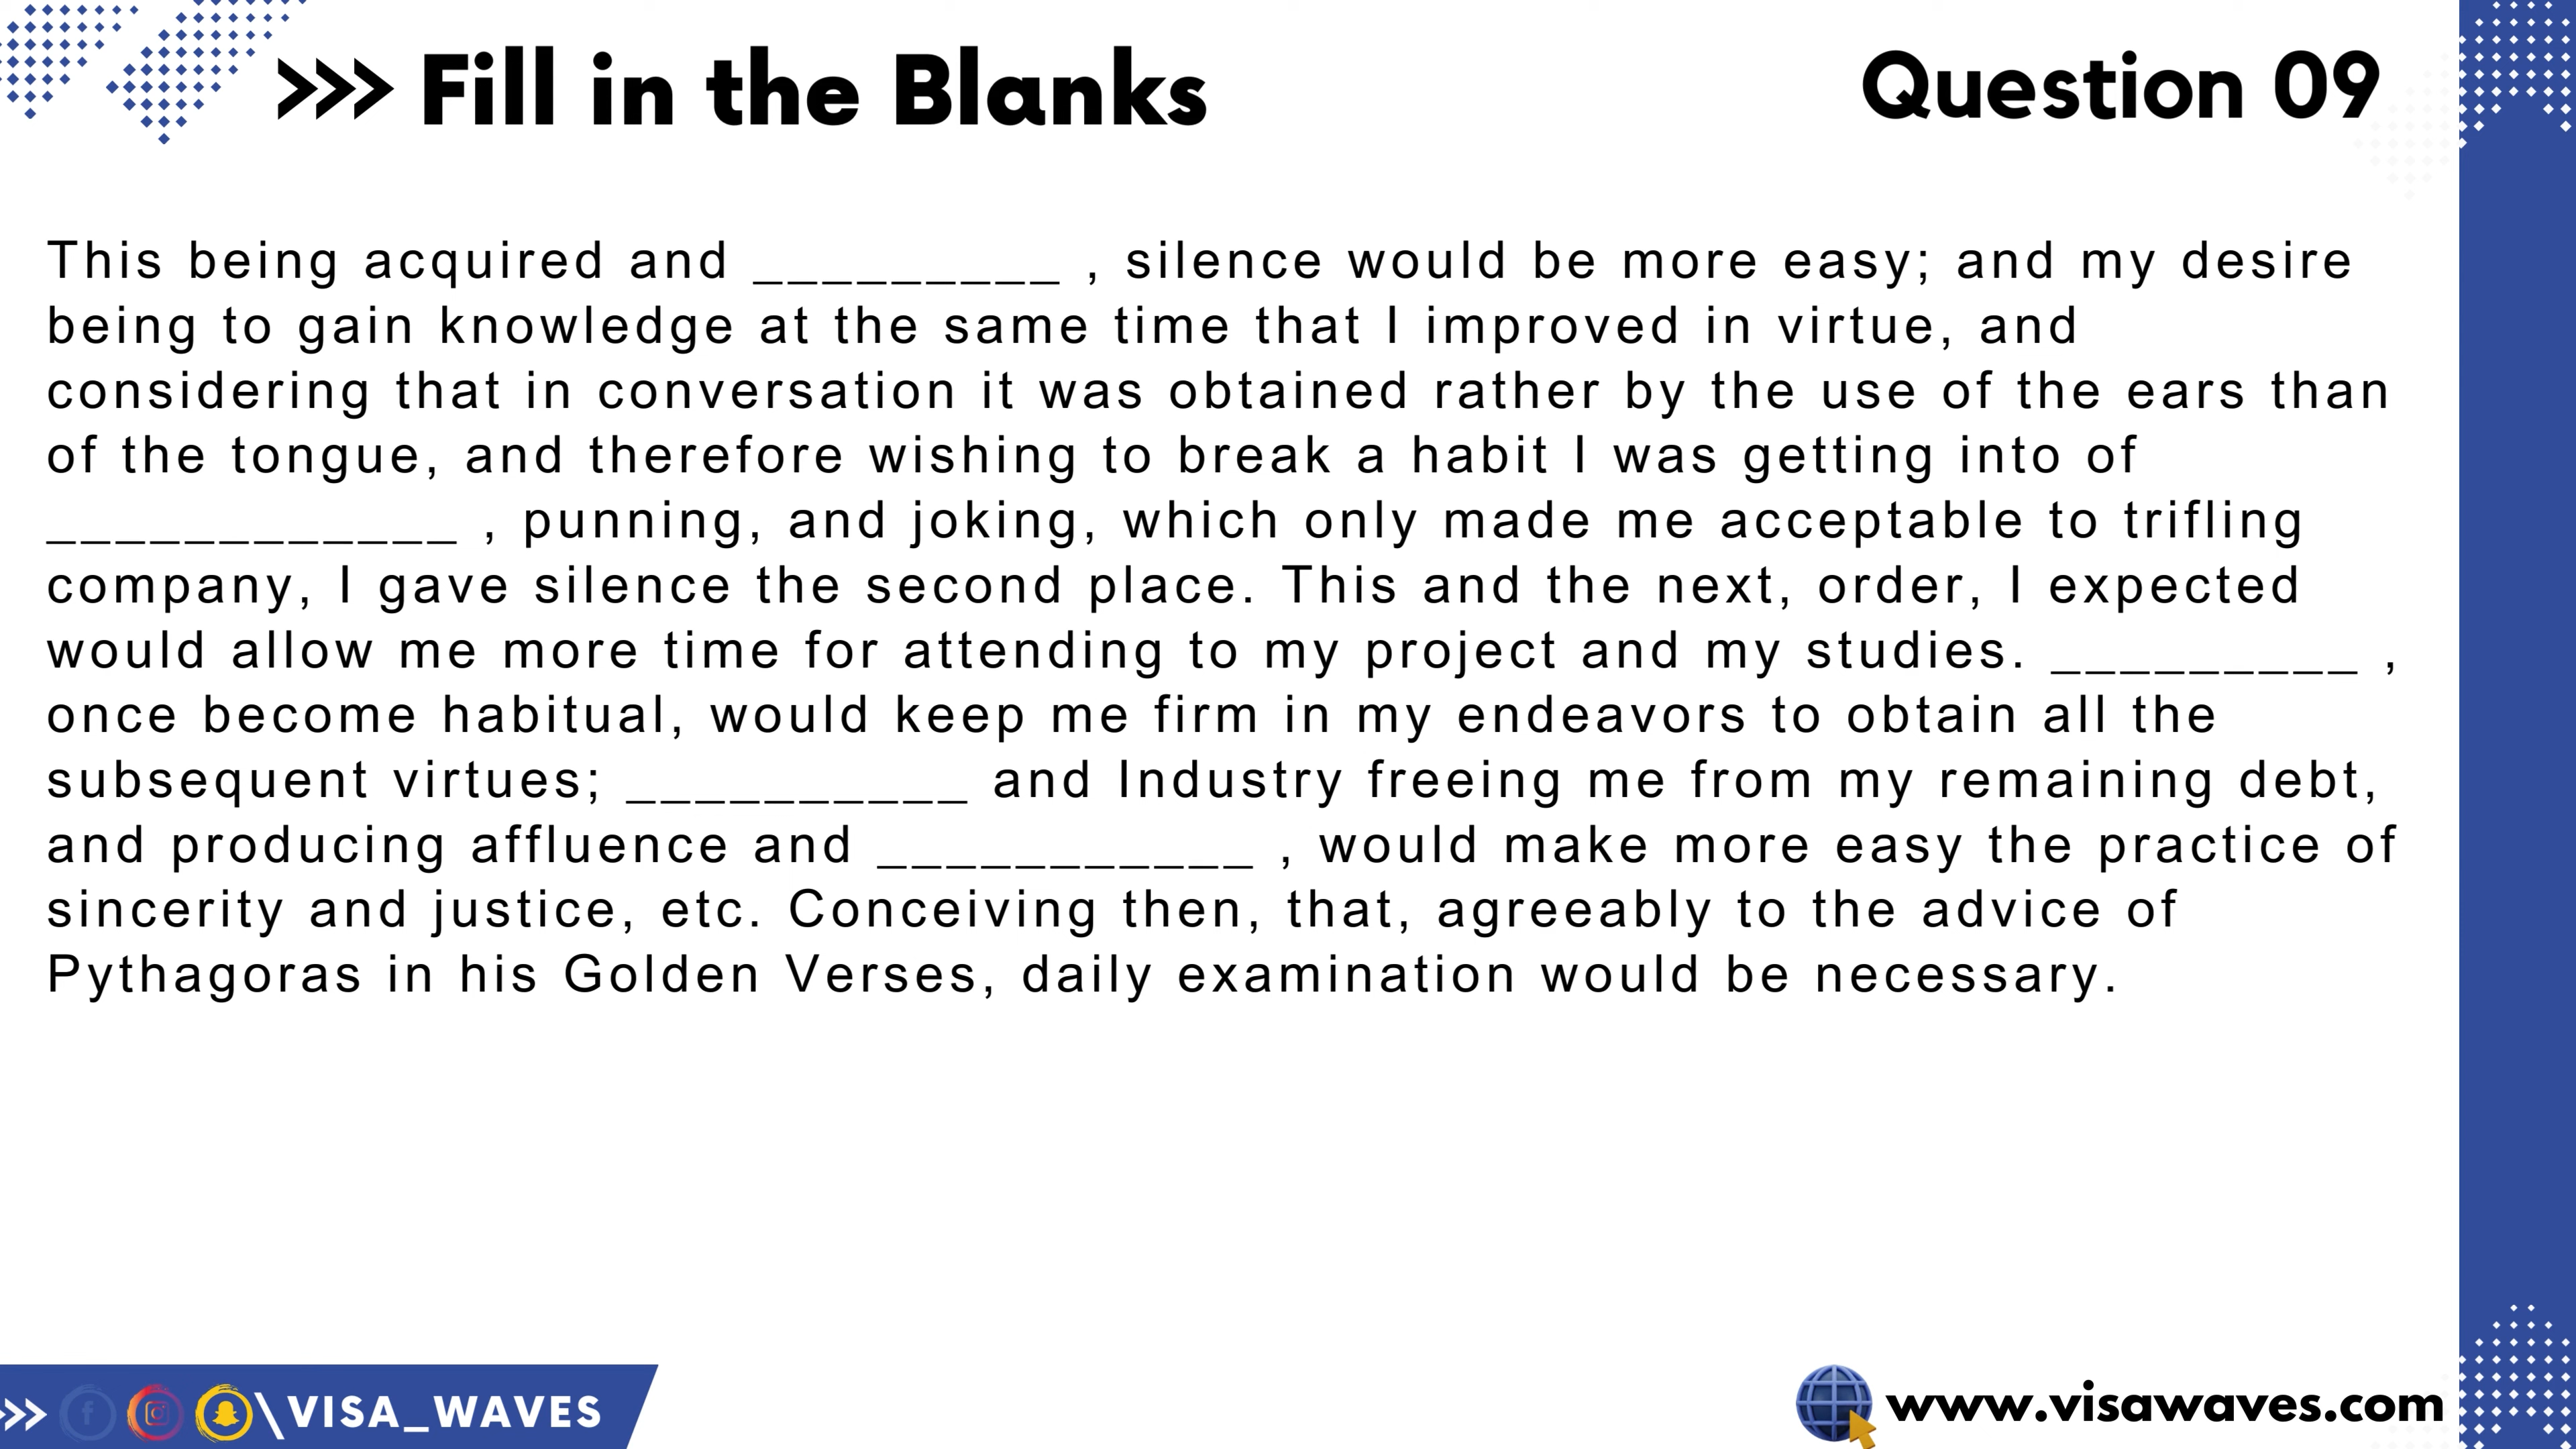 >>> Fill in the Blanks
Question 09
This being acquired and _________ , silence would be more easy; and my desire
being to gain knowledge at the same time that I improved in virtue, and
considering that in conversation it was obtained rather by the use of the ears than
of the tongue, and therefore wishing to break a habit I was getting into of
____________ , punning, and joking, which only made me acceptable to trifling
company, I gave silence the second place. This and the next, order, I expected
would allow me more time for attending to my project and my studies. _________ ,
once become habitual, would keep me firm in my endeavors to obtain all the
subsequent virtues; __________ and Industry freeing me from my remaining debt,
and producing affluence and ___________ , would make more easy the practice of
sincerity and justice, etc. Conceiving then, that, agreeably to the advice of
Pythagoras in his Golden Verses, daily examination would be necessary.
\VISA_WAVES
www.visawaves.com